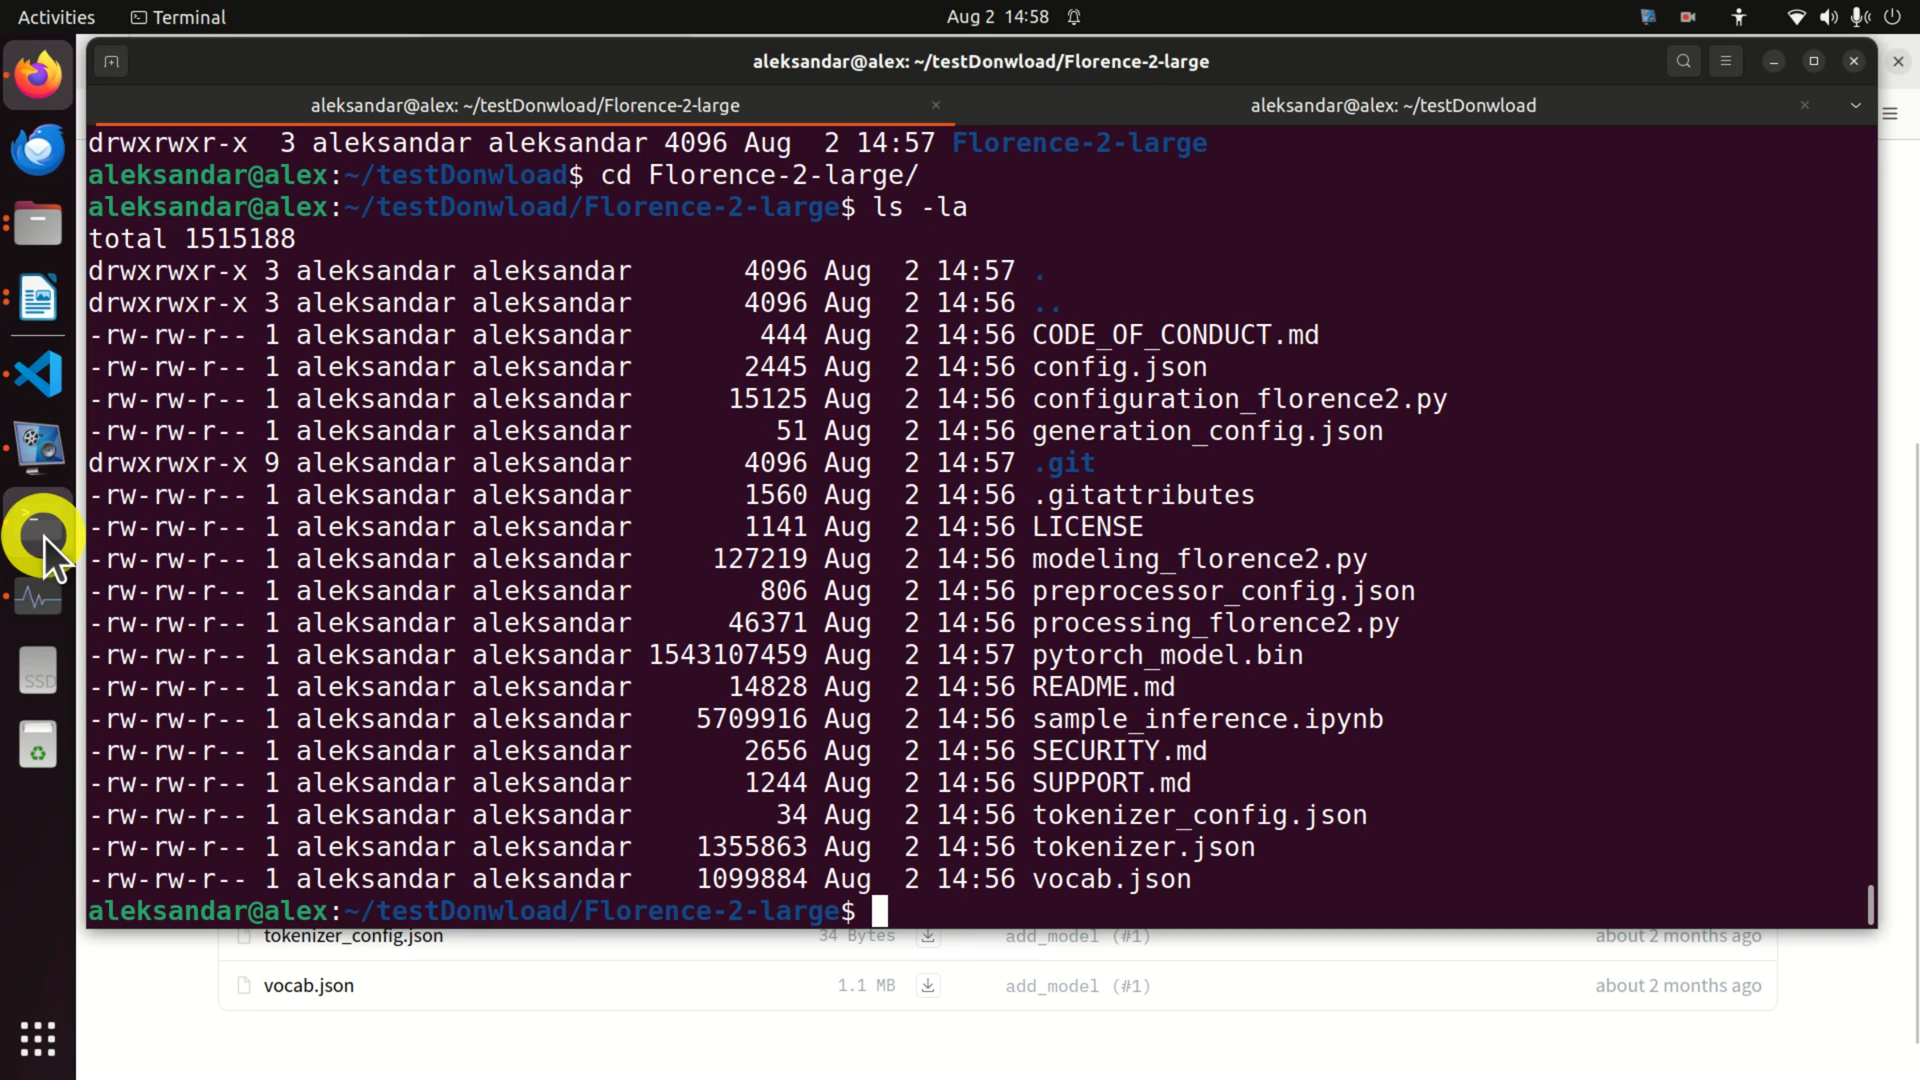 Activities Terminal Aug 2 14:58
aleksandar@alex: ~/testDonwload/Florence-2-large
aleksandar@alex: ~/testDonwload/Florence-2-large aleksandar@alex: ~/testDonwload
drwxrwxr-x  3 aleksandar aleksandar 4096 Aug  2 14:57 Florence-2-large
aleksandar@alex:~/testDonwload$ cd Florence-2-large/
aleksandar@alex:~/testDonwload/Florence-2-large$ ls -la
total 1515188
drwxrwxr-x 3 aleksandar aleksandar       4096 Aug  2 14:57 .
drwxrwxr-x 3 aleksandar aleksandar       4096 Aug  2 14:56 ..
-rw-rw-r-- 1 aleksandar aleksandar        444 Aug  2 14:56 CODE_OF_CONDUCT.md
-rw-rw-r-- 1 aleksandar aleksandar       2445 Aug  2 14:56 config.json
-rw-rw-r-- 1 aleksandar aleksandar      15125 Aug  2 14:56 configuration_florence2.py
-rw-rw-r-- 1 aleksandar aleksandar         51 Aug  2 14:56 generation_config.json
drwxrwxr-x 9 aleksandar aleksandar       4096 Aug  2 14:57 .git
-rw-rw-r-- 1 aleksandar aleksandar       1560 Aug  2 14:56 .gitattributes
-rw-rw-r-- 1 aleksandar aleksandar       1141 Aug  2 14:56 LICENSE
-rw-rw-r-- 1 aleksandar aleksandar     127219 Aug  2 14:56 modeling_florence2.py
-rw-rw-r-- 1 aleksandar aleksandar        806 Aug  2 14:56 preprocessor_config.json
-rw-rw-r-- 1 aleksandar aleksandar      46371 Aug  2 14:56 processing_florence2.py
-rw-rw-r-- 1 aleksandar aleksandar 1543107459 Aug  2 14:57 pytorch_model.bin
-rw-rw-r-- 1 aleksandar aleksandar      14828 Aug  2 14:56 README.md
-rw-rw-r-- 1 aleksandar aleksandar    5709916 Aug  2 14:56 sample_inference.ipynb
-rw-rw-r-- 1 aleksandar aleksandar       2656 Aug  2 14:56 SECURITY.md
-rw-rw-r-- 1 aleksandar aleksandar       1244 Aug  2 14:56 SUPPORT.md
-rw-rw-r-- 1 aleksandar aleksandar         34 Aug  2 14:56 tokenizer_config.json
-rw-rw-r-- 1 aleksandar aleksandar    1355863 Aug  2 14:56 tokenizer.json
-rw-rw-r-- 1 aleksandar aleksandar    1099884 Aug  2 14:56 vocab.json
aleksandar@alex:~/testDonwload/Florence-2-large$
tokenizer_config.json 34 Bytes add_model (#1) about 2 months ago
vocab.json 1.1 MB add_model (#1) about 2 months ago
SSD